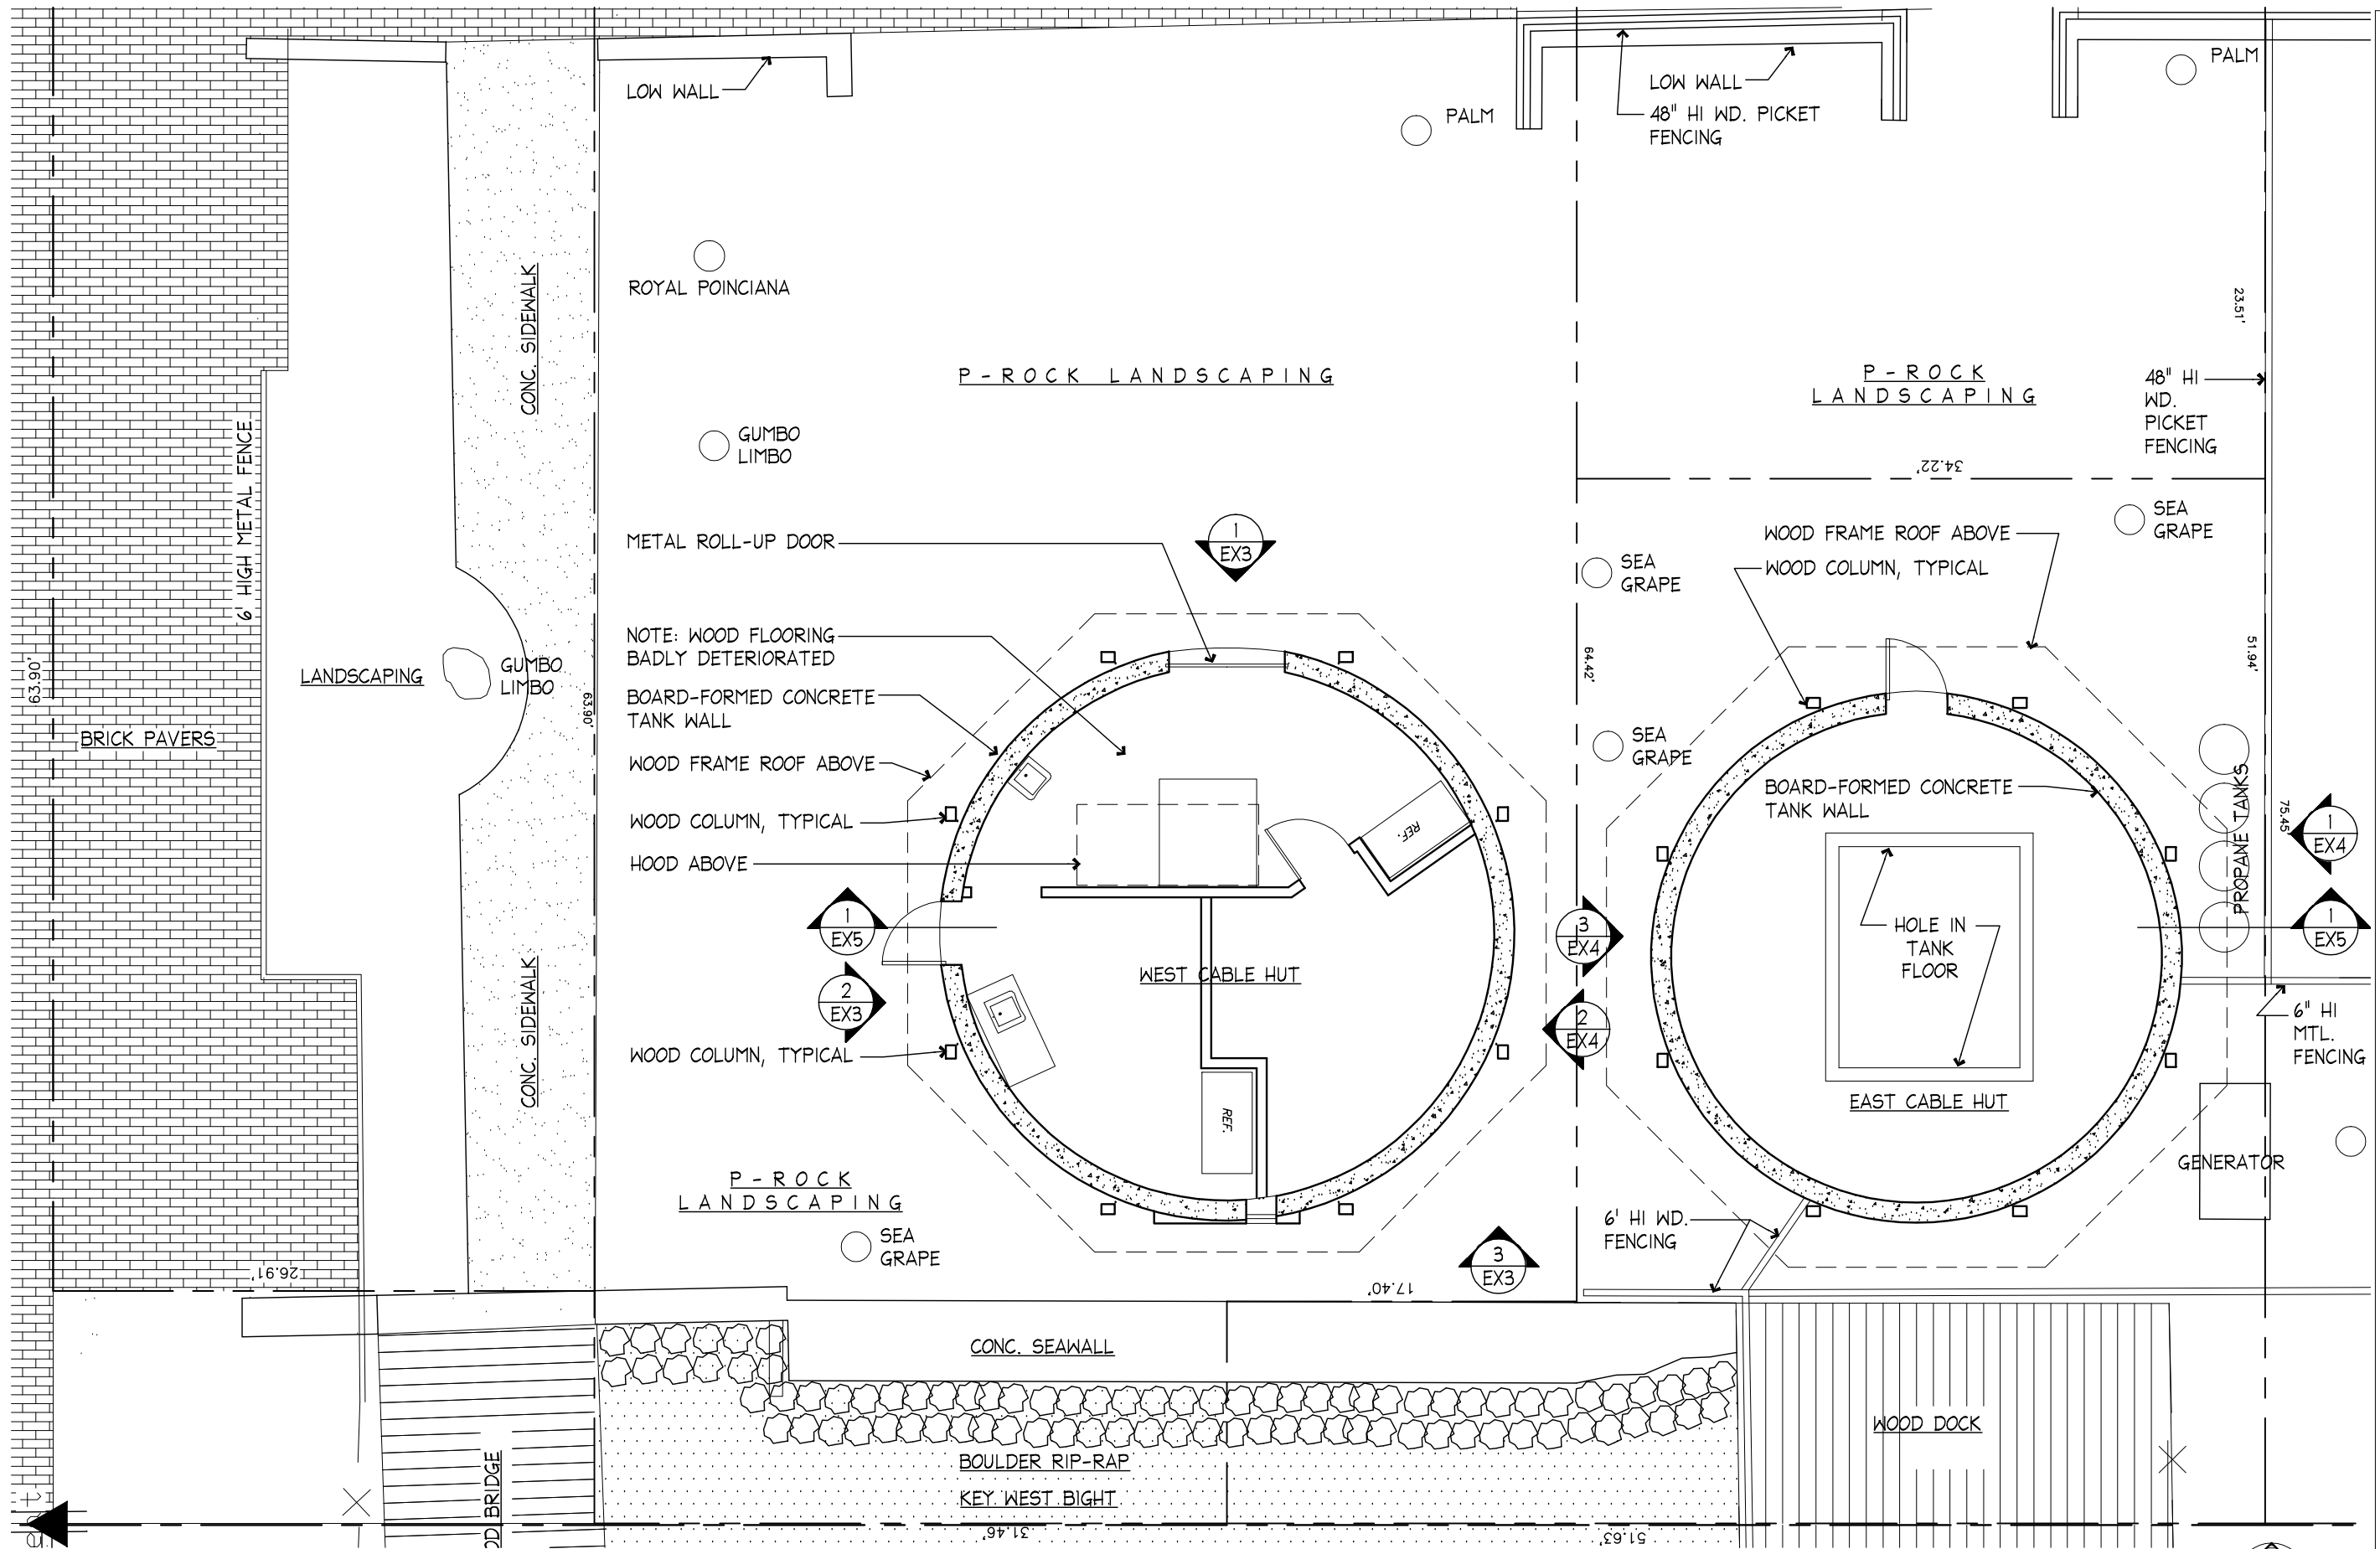 PALM
LOW WALL
LOW WALL
48" HI WD. PICKET
FENCING
PALM
ROYAL POINCIANA
CONC. SIDEWALK
23.51'
P-ROCK LANDSCAPING
P-ROCK
LANDSCAPING
48" HI
WD.
PICKET
FENCING
GUMBO
LIMBO
6' HIGH METAL FENCE
34.22'
SEA
GRAPE
METAL ROLL-UP DOOR
1
EX3
WOOD FRAME ROOF ABOVE
WOOD COLUMN, TYPICAL
SEA
GRAPE
NOTE: WOOD FLOORING
BADLY DETERIORATED
64.42'
51.94'
63.90'
LANDSCAPING
GUMBO
LIMBO
63.90'
BOARD-FORMED CONCRETE
TANK WALL
BRICK PAVERS
SEA
GRAPE
WOOD FRAME ROOF ABOVE
BOARD-FORMED CONCRETE
TANK WALL
PROPANE TANKS
75.45'
1
EX4
WOOD COLUMN, TYPICAL
REF.
HOOD ABOVE
1
EX5
3
EX4
HOLE IN
TANK
FLOOR
1
EX5
WEST CABLE HUT
2
EX3
2
EX4
6" HI
MTL.
FENCING
CONC. SIDEWALK
WOOD COLUMN, TYPICAL
EAST CABLE HUT
REF.
GENERATOR
P-ROCK
LANDSCAPING
SEA
GRAPE
6' HI WD.
FENCING
3
EX3
26.91'
17.40'
CONC. SEAWALL
WOOD DOCK
BOULDER RIP-RAP
KEY WEST BIGHT
BRIDGE
31.46'
51.63'